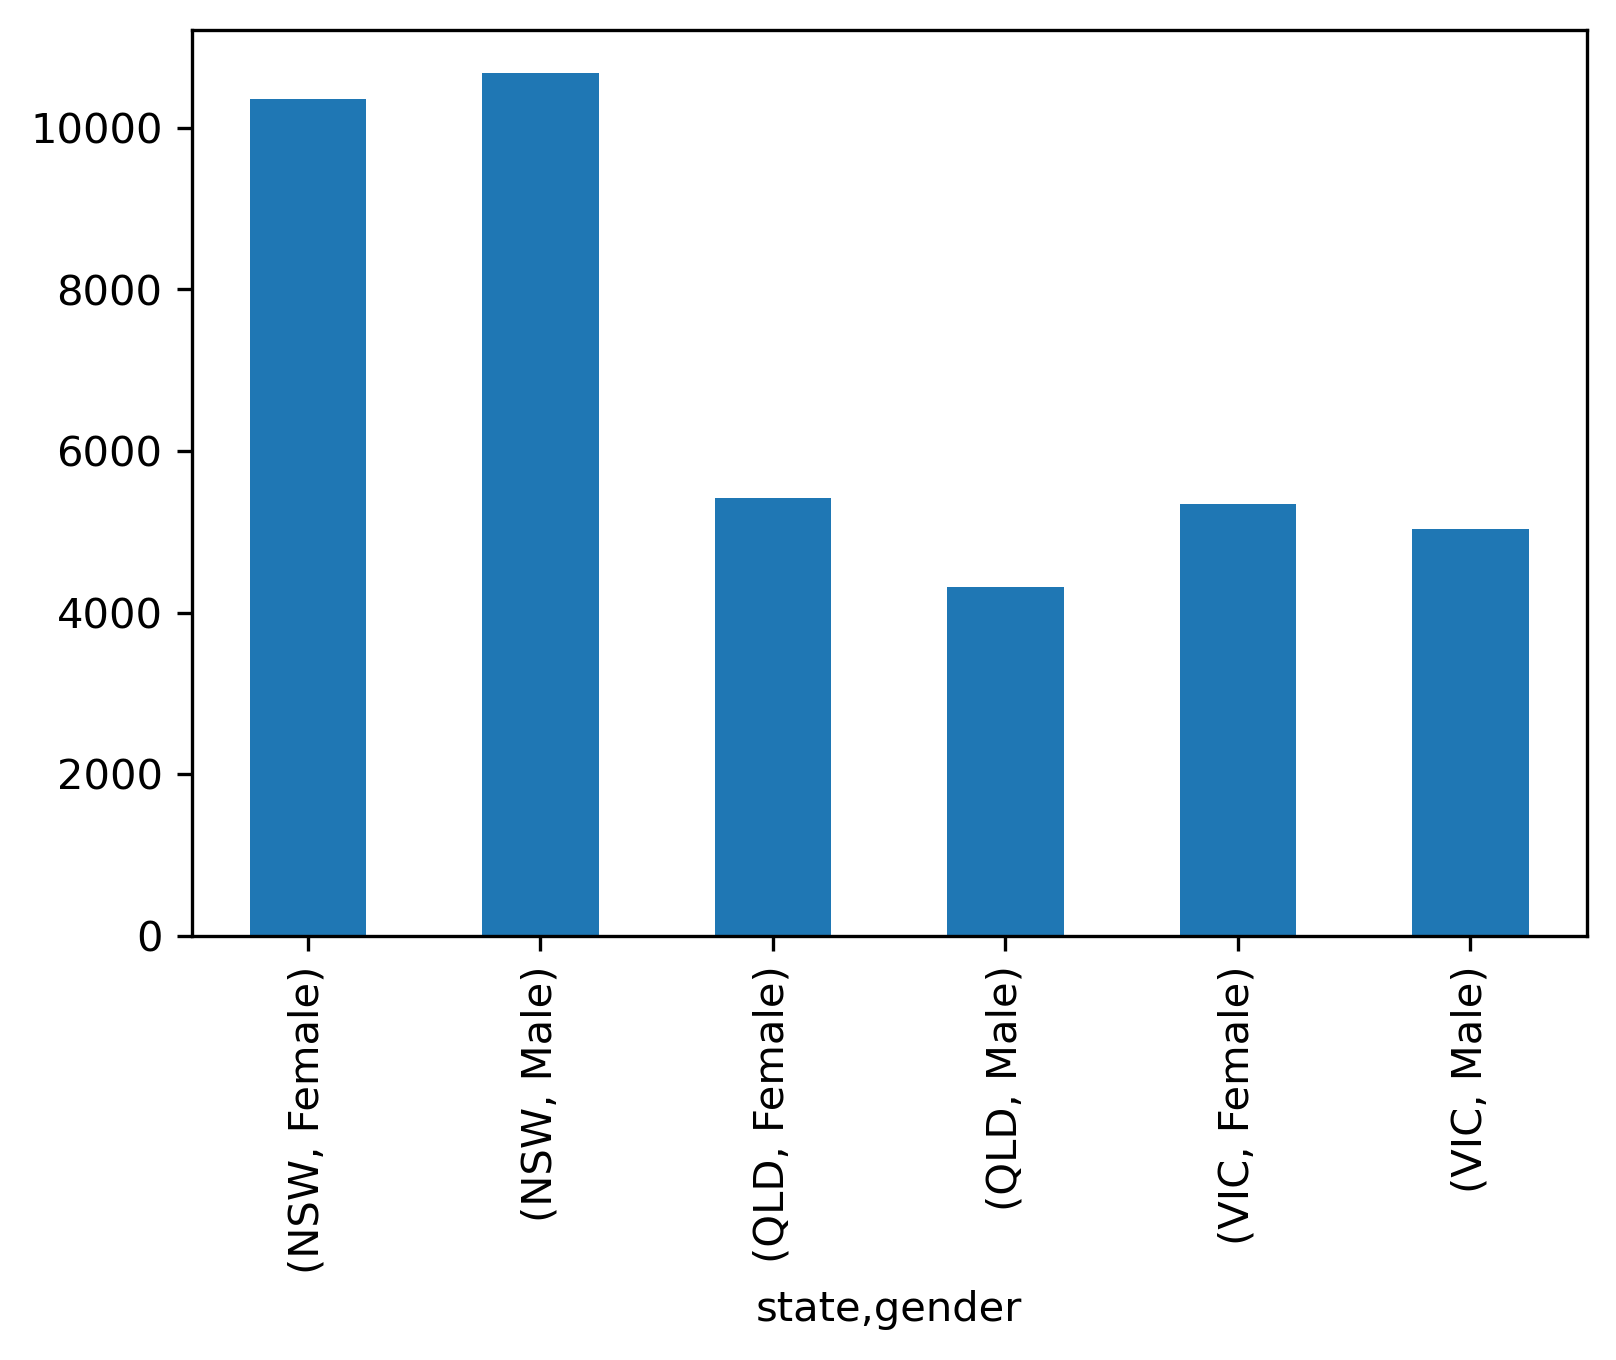 10000
8000
6000
4000
2000
0
(NSW, Female)
(NSW, Male)
(QLD, Female)
(QLD, Male)
(VIC, Female)
(VIC, Male)
state,gender